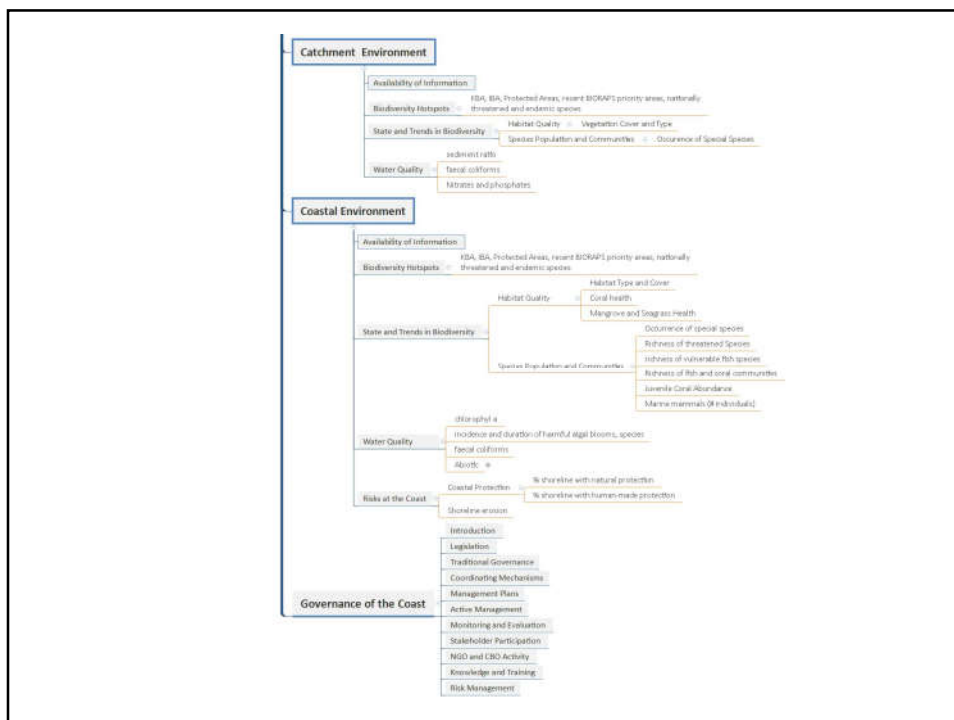 Catchment Environment
Availability of Information
Biodiversity Hotspots
KBA, IBA, Protected Areas, recent BIORAPS priority areas, nationally
threatened and endemic species
State and Trends in Biodiversity
Habitat Quality
Vegetation Cover and Type
Species Population and Communities
Occurence of Special Species
Water Quality
sediment ratio
faecal coliforms
Nitrates and phosphates
Coastal Environment
Availability of Information
Biodiversity Hotspots
KBA, IBA, Protected Areas, recent BIORAPS priority areas, nationally
threatened and endemic species
State and Trends in Biodiversity
Habitat Quality
Habitat Type and Cover
Coral health
Mangrove and Seagrass Health
Species Population and Communities
Occurrence of special species
Richness of threatened Species
richness of vulnerable fish species
Richness of fish and coral communities
Juvenile Coral Abundance
Marine mammals (# individuals)
Water Quality
chlorophyl a
incidence and duration of harmful algal blooms, species
faecal coliforms
Abiotic
Risks at the Coast
Coastal Protection
% shoreline with natural protection
% shoreline with human-made protection
Shoreline erosion
Governance of the Coast
Introduction
Legislation
Traditional Governance
Coordinating Mechanisms
Management Plans
Active Management
Monitoring and Evaluation
Stakeholder Participation
NGO and CBO Activity
Knowledge and Training
Risk Management